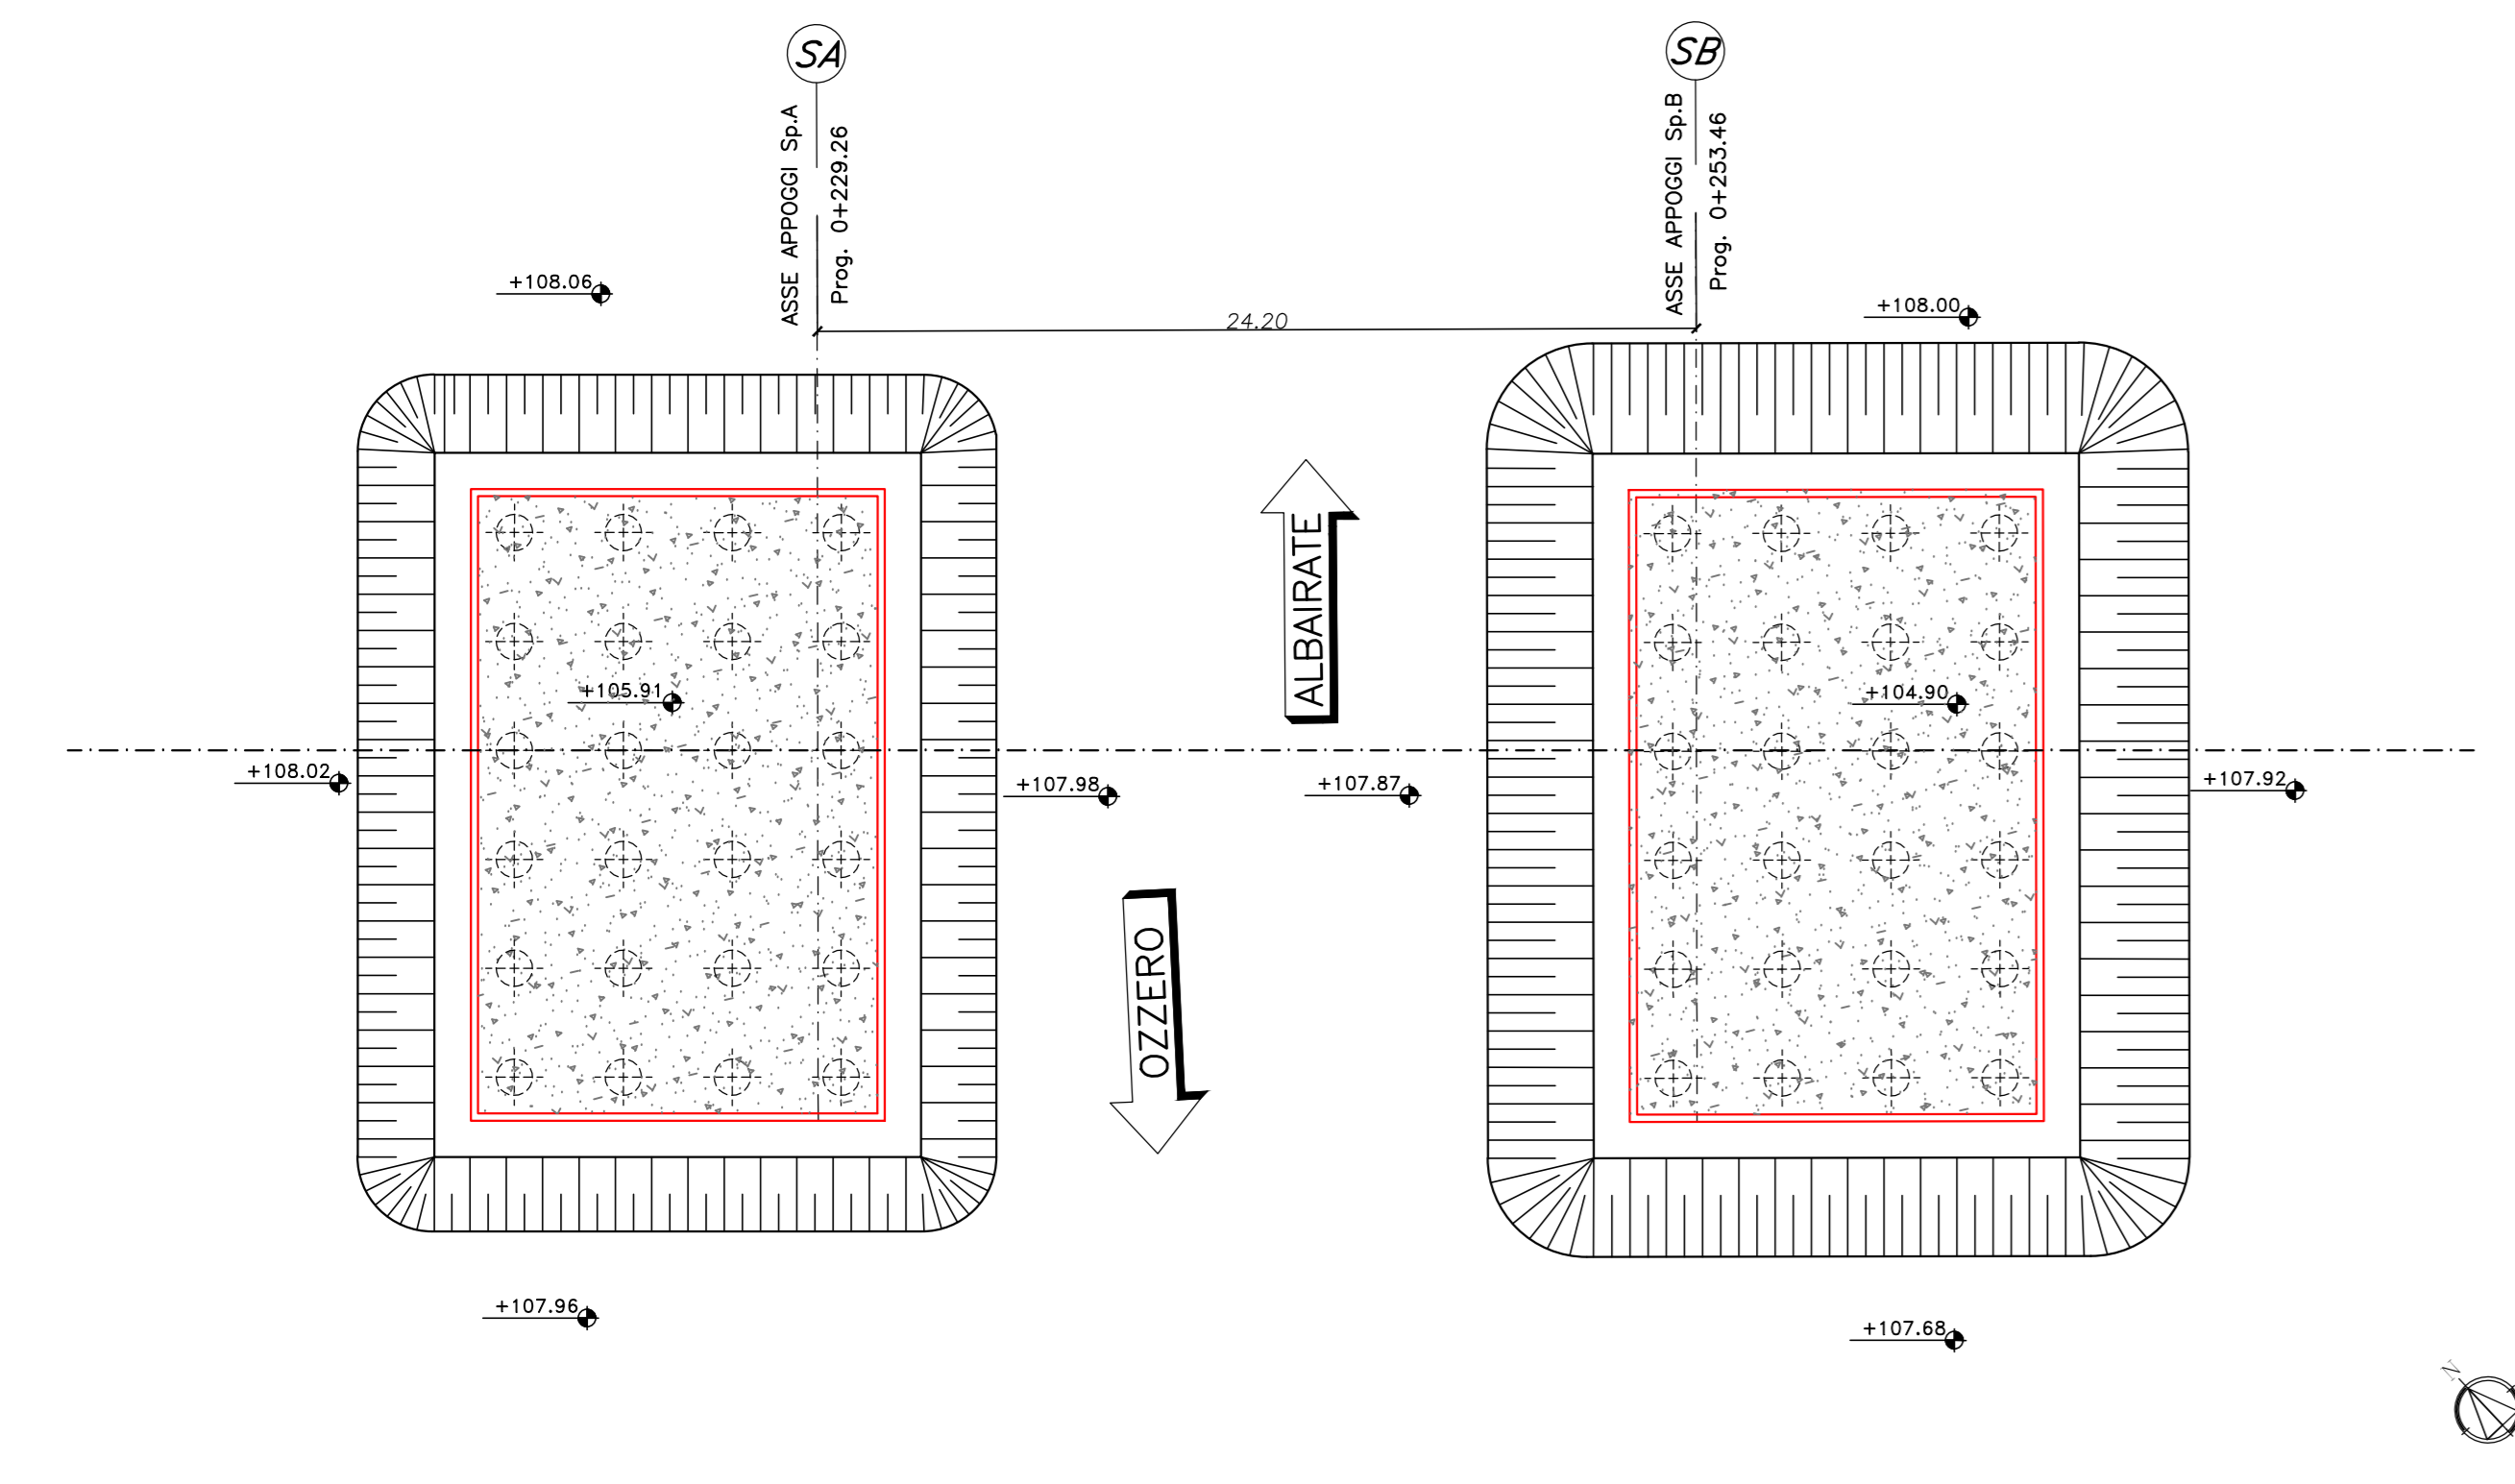 SA
SB
ASSE APPOGGI Sp.A
Prog. 0+229.26
ASSE APPOGGI Sp.B
Prog. 0+253.46
+108.06
+108.00
24.20
ALBAIRATE
+105.91
+104.90
+108.02
+107.98
+107.87
+107.92
OZZERO
+107.96
+107.68
N